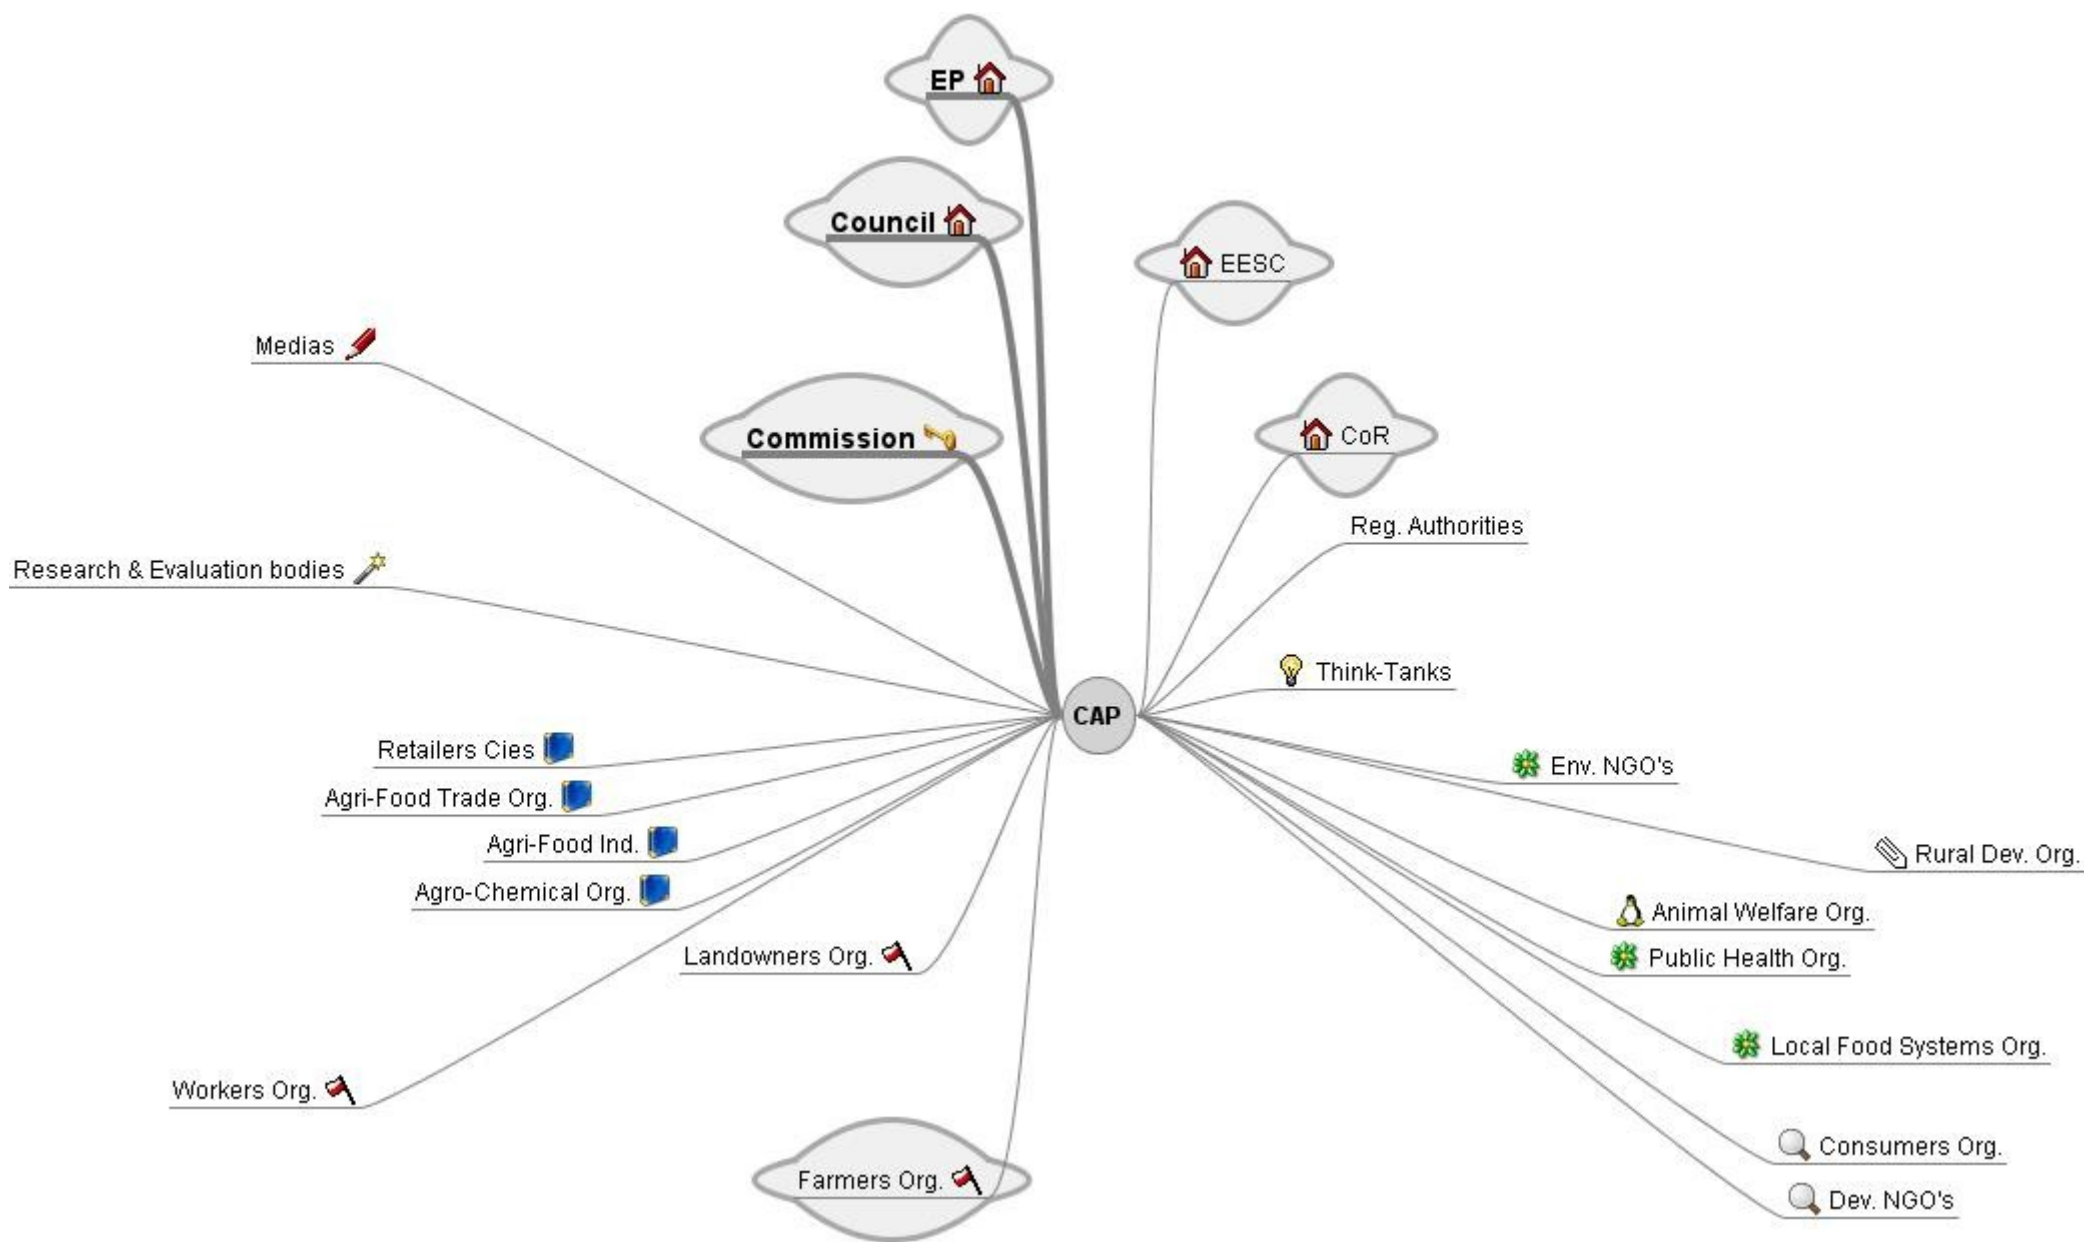 EP
Council
EESC
Medias
Commission
CoR
Reg. Authorities
Research & Evaluation bodies
Think-Tanks
CAP
Retailers Cies
Env. NGO's
Agri-Food Trade Org.
Agri-Food Ind.
Rural Dev. Org.
Agro-Chemical Org.
Animal Welfare Org.
Landowners Org.
Public Health Org.
Local Food Systems Org.
Workers Org.
Consumers Org.
Farmers Org.
Dev. NGO's